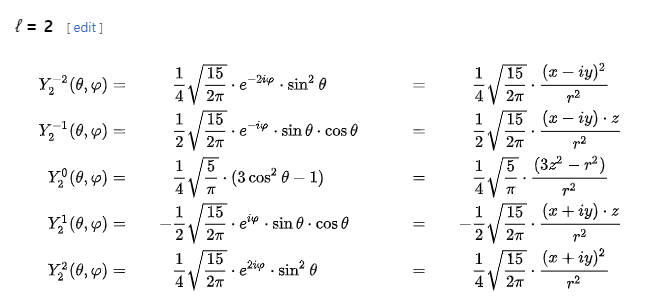 ℓ = 2 [ edit ]
Y₂⁻²(θ, φ) = 1/4 √(15/2π) · e^(−2iφ) · sin² θ = 1/4 √(15/2π) · (x − iy)²/r²
Y₂⁻¹(θ, φ) = 1/2 √(15/2π) · e^(−iφ) · sin θ · cos θ = 1/2 √(15/2π) · (x − iy) · z/r²
Y₂⁰(θ, φ) = 1/4 √(5/π) · (3 cos² θ − 1) = 1/4 √(5/π) · (3z² − r²)/r²
Y₂¹(θ, φ) = −1/2 √(15/2π) · e^(iφ) · sin θ · cos θ = −1/2 √(15/2π) · (x + iy) · z/r²
Y₂²(θ, φ) = 1/4 √(15/2π) · e^(2iφ) · sin² θ = 1/4 √(15/2π) · (x + iy)²/r²